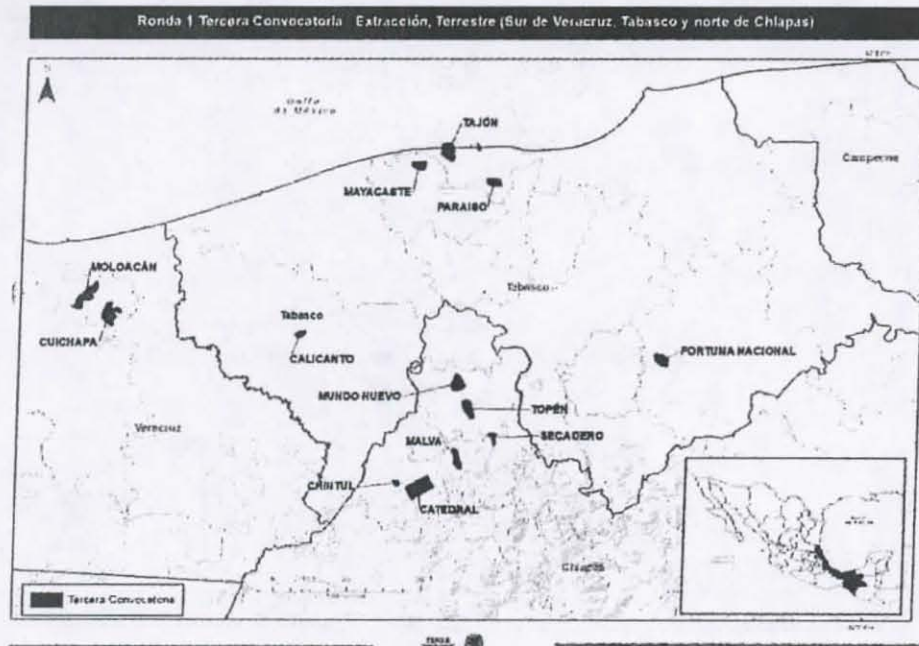 Ronda 1 Tercera Convocatoria Extracción, Terrestre (Sur de Veracruz, Tabasco y norte de Chiapas)
N
Golfo
de México
TAJÓN
Campeche
MAYACASTE
PARAISO
MOLOACÁN
Tabasco
Tabasco
CUICHAPA
CALICANTO
FORTUNA NACIONAL
MUNDO NUEVO
TOPÉN
Veracruz
SECADERO
MALVA
CHINTUL
CATEDRAL
Chiapas
Tercera Convocatoria